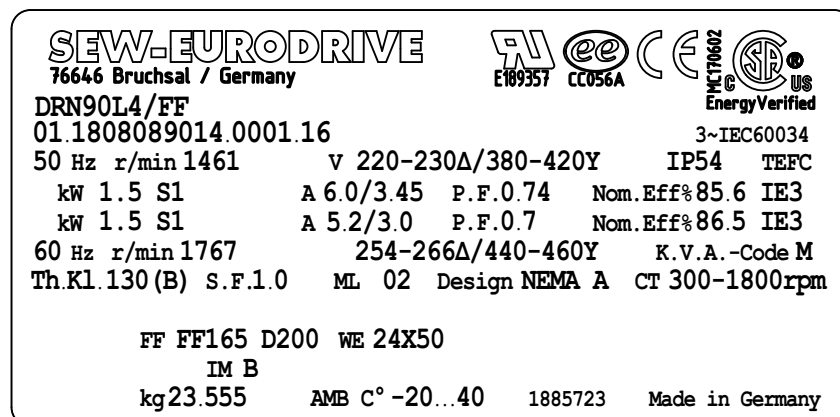 SEW-EURODRIVE
76646 Bruchsal / Germany
E189357 CC056A
EMC170602
C SA ® US
EnergyVerified
DRN90L4/FF
01.1808089014.0001.16 3~IEC60034
50 Hz r/min 1461 V 220-230Δ/380-420Y IP54 TEFC
kW 1.5 S1 A 6.0/3.45 P.F.0.74 Nom.Eff%85.6 IE3
kW 1.5 S1 A 5.2/3.0 P.F.0.7 Nom.Eff%86.5 IE3
60 Hz r/min 1767 254-266Δ/440-460Y K.V.A.-Code M
Th.Kl.130(B) S.F.1.0 ML 02 Design NEMA A CT 300-1800rpm
FF FF165 D200 WE 24X50
IM B
kg 23.555 AMB C° -20...40 1885723 Made in Germany